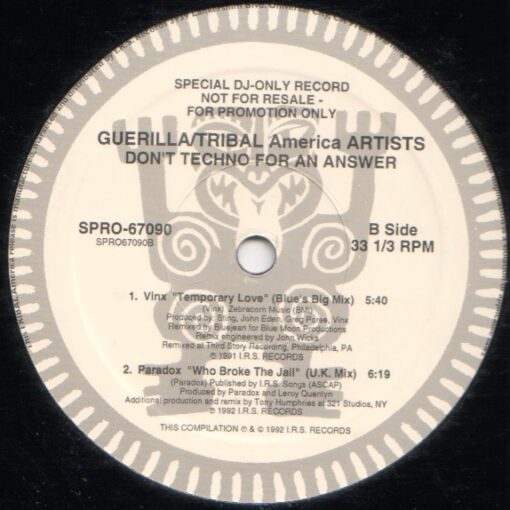 SPECIAL DJ-ONLY RECORD
NOT FOR RESALE -
FOR PROMOTION ONLY
GUERILLA/TRIBAL America ARTISTS
DON'T TECHNO FOR AN ANSWER
SPRO-67090
SPRO67090B
B Side
33 1/3 RPM
1. Vinx "Temporary Love" (Blue's Big Mix) 5:40
(Vinx) Zebracorn Music (BMI)
Produced by: Sting, John Eden, Greg Poree, Vinx
Remixed by Bluejean for Blue Moon Productions
Remix engineered by John Wicks
Remixed at Third Story Recording, Philadelphia, PA
℗ 1991 I.R.S. RECORDS
2. Paradox "Who Broke The Jail" (U.K. Mix) 6:19
(Paradox) Published by I.R.S. Songs (ASCAP)
Produced by Paradox and Leroy Quentyn
Additional production and remix by Tony Humphries at 321 Studios, NY
℗ 1992 I.R.S. RECORDS
THIS COMPILATION ℗ & © 1992 I.R.S. RECORDS